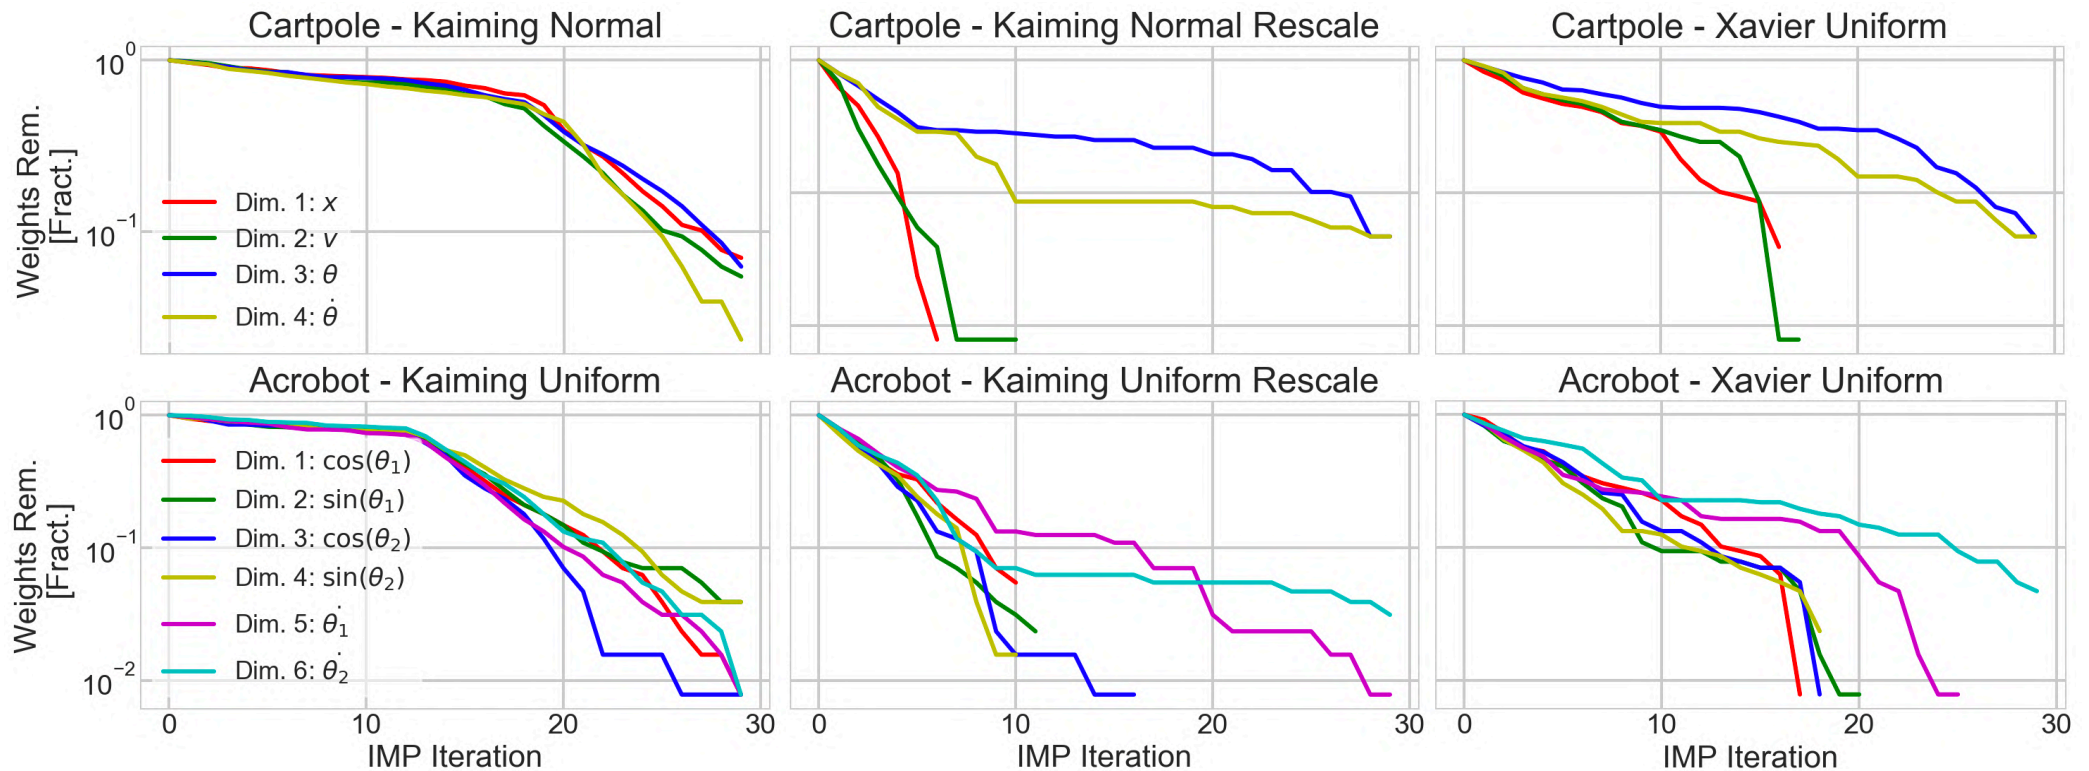 Cartpole - Kaiming Normal
Cartpole - Kaiming Normal Rescale
Cartpole - Xavier Uniform
Weights Rem.
[Fract.]
10⁰
10⁻¹
Dim. 1: x
Dim. 2: v
Dim. 3: θ
Dim. 4: θ̇
Acrobot - Kaiming Uniform
Acrobot - Kaiming Uniform Rescale
Acrobot - Xavier Uniform
Weights Rem.
[Fract.]
10⁰
10⁻¹
10⁻²
Dim. 1: cos(θ₁)
Dim. 2: sin(θ₁)
Dim. 3: cos(θ₂)
Dim. 4: sin(θ₂)
Dim. 5: θ̇₁
Dim. 6: θ̇₂
0 10 20 30
0 10 20 30
0 10 20 30
IMP Iteration
IMP Iteration
IMP Iteration